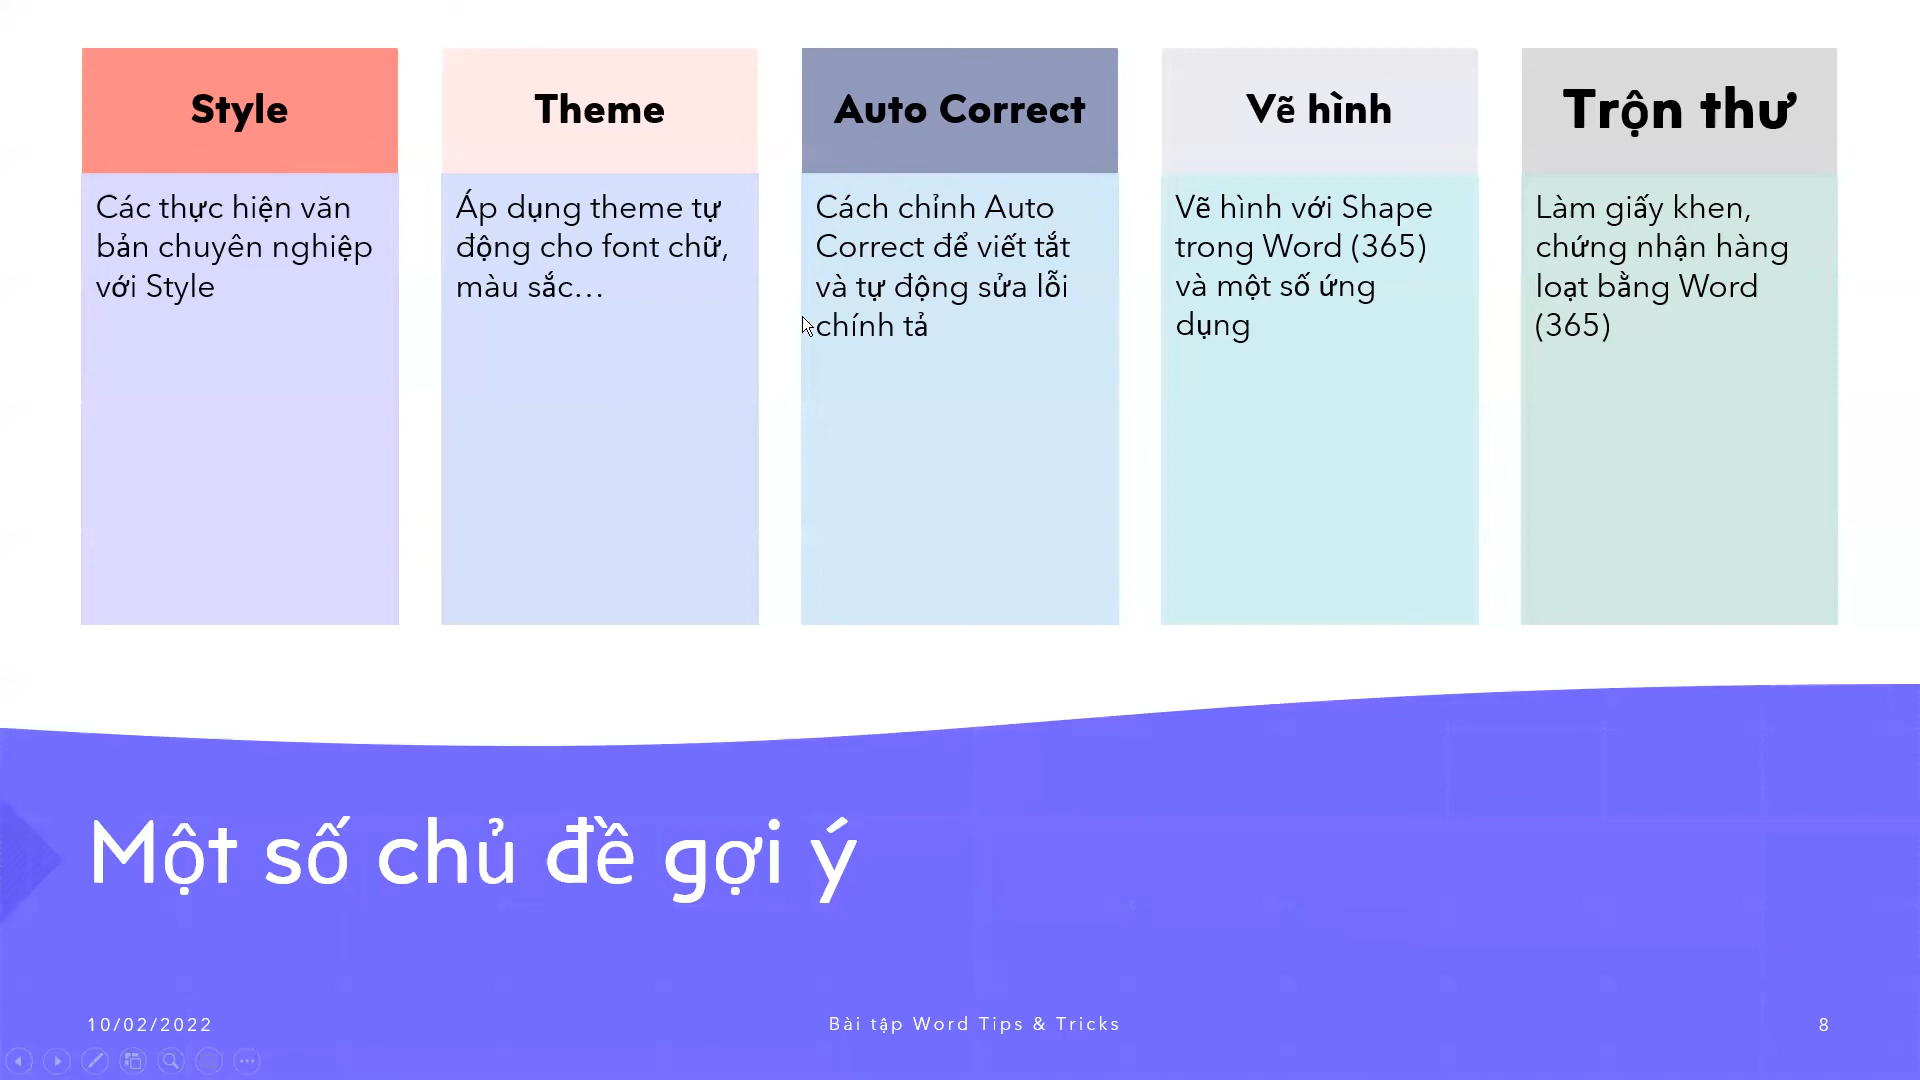 Style
Các thực hiện văn
bản chuyên nghiệp
với Style
Theme
Áp dụng theme tự
động cho font chữ,
màu sắc...
Auto Correct
Cách chỉnh Auto
Correct để viết tắt
và tự động sửa lỗi
chính tả
Vẽ hình
Vẽ hình với Shape
trong Word (365)
và một số ứng
dụng
Trộn thư
Làm giấy khen,
chứng nhận hàng
loạt bằng Word
(365)
Một số chủ đề gợi ý
10/02/2022
Bài tập Word Tips & Tricks
8